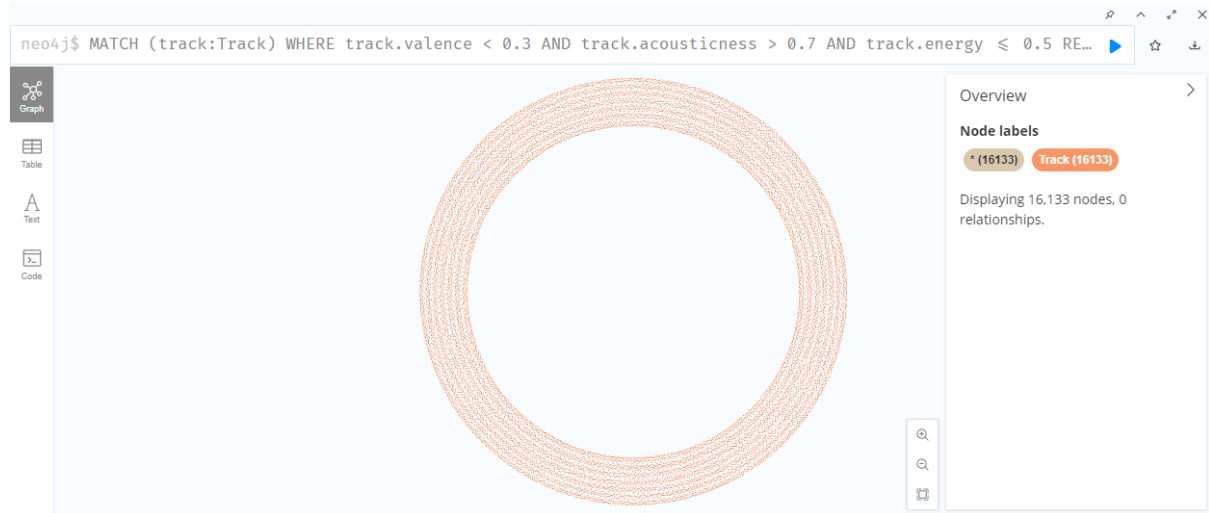 neo4j$ MATCH (track:Track) WHERE track.valence < 0.3 AND track.acousticness > 0.7 AND track.energy ⩽ 0.5 RE…
Graph
Table
A
Text
Code
Overview
Node labels
* (16133) Track (16133)
Displaying 16,133 nodes, 0
relationships.